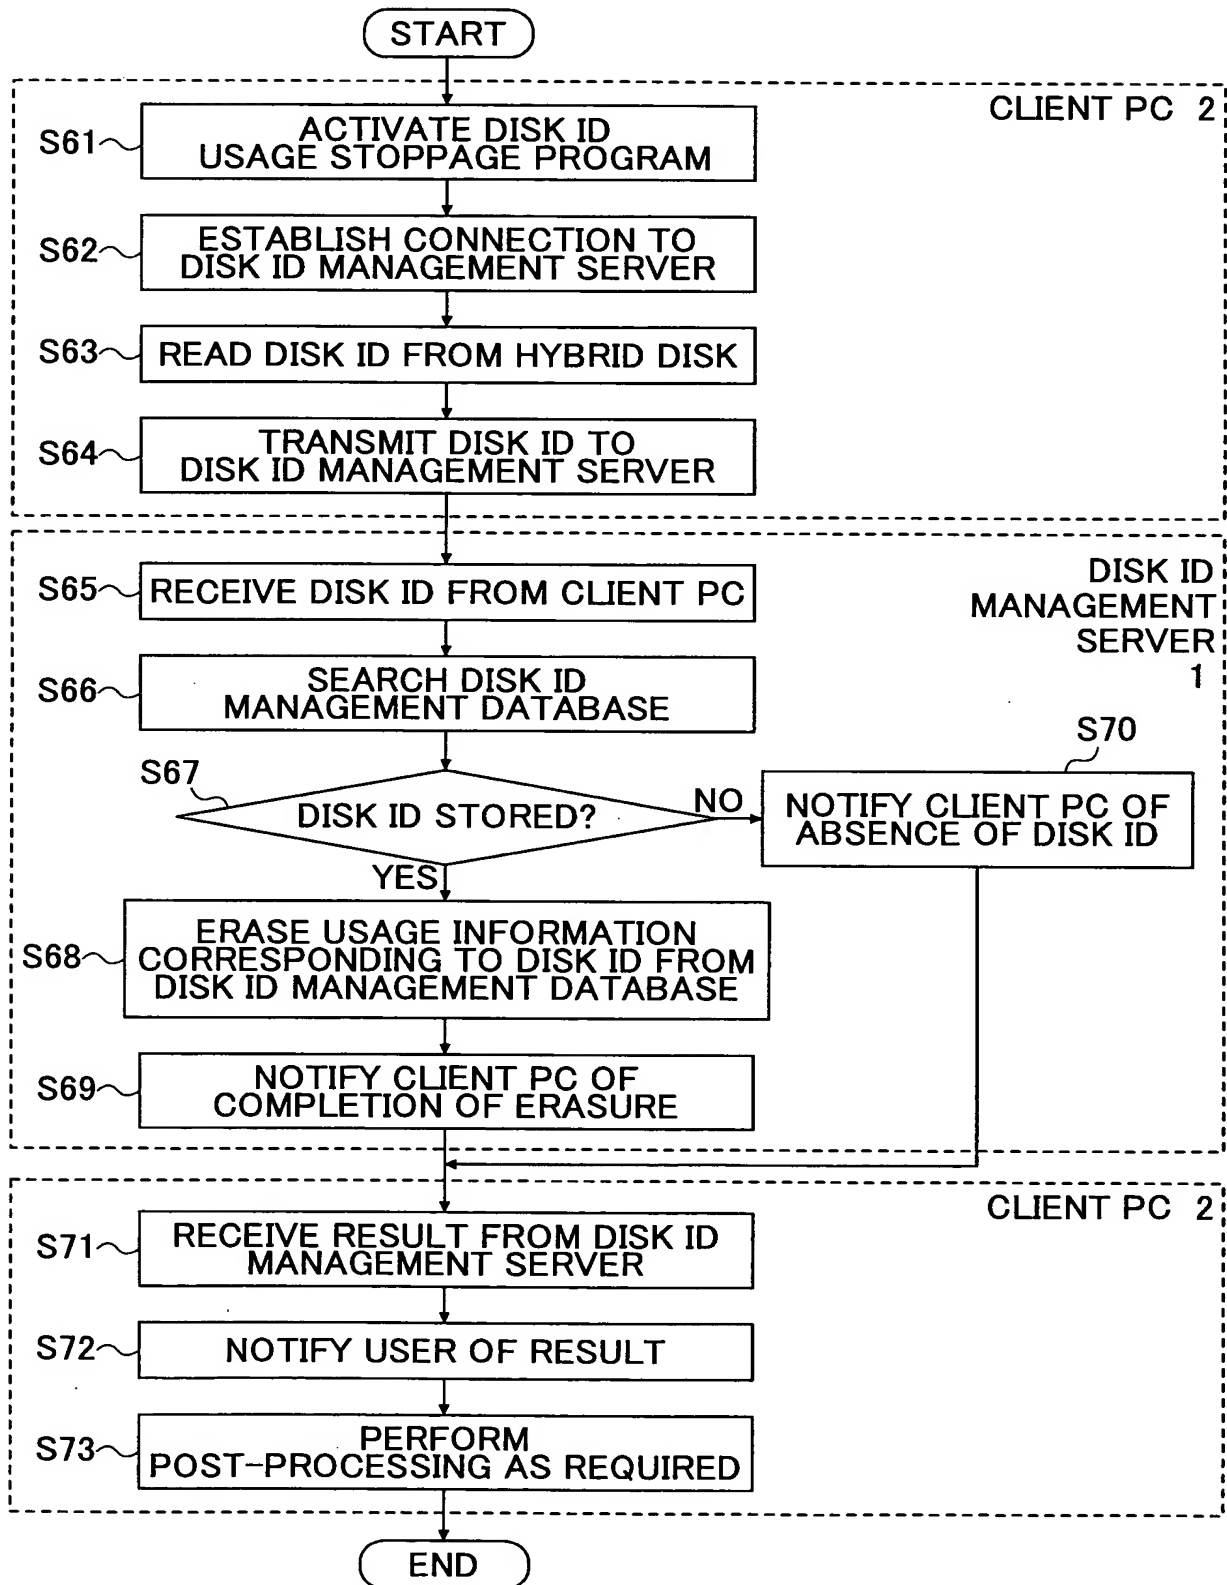 START
CLIENT PC 2
S61
ACTIVATE DISK ID
USAGE STOPPAGE PROGRAM
S62
ESTABLISH CONNECTION TO
DISK ID MANAGEMENT SERVER
S63
READ DISK ID FROM HYBRID DISK
S64
TRANSMIT DISK ID TO
DISK ID MANAGEMENT SERVER
DISK ID
MANAGEMENT
SERVER
1
S65
RECEIVE DISK ID FROM CLIENT PC
S66
SEARCH DISK ID
MANAGEMENT DATABASE
S67
DISK ID STORED?
NO
S70
NOTIFY CLIENT PC OF
ABSENCE OF DISK ID
YES
S68
ERASE USAGE INFORMATION
CORRESPONDING TO DISK ID FROM
DISK ID MANAGEMENT DATABASE
S69
NOTIFY CLIENT PC OF
COMPLETION OF ERASURE
CLIENT PC 2
S71
RECEIVE RESULT FROM DISK ID
MANAGEMENT SERVER
S72
NOTIFY USER OF RESULT
S73
PERFORM
POST-PROCESSING AS REQUIRED
END